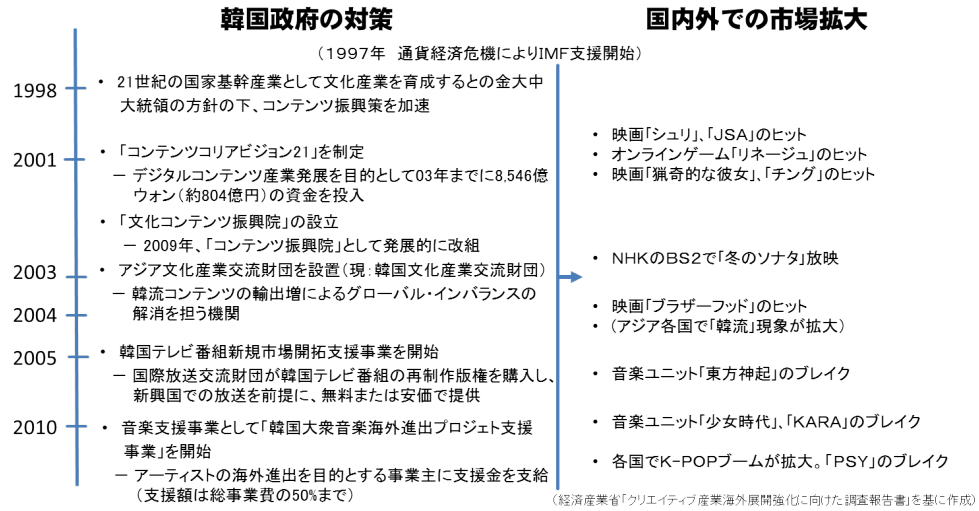 韓国政府の対策
国内外での市場拡大
（1997年　通貨経済危機によりIMF支援開始）
1998
・ 21世紀の国家基幹産業として文化産業を育成するとの金大中
大統領の方針の下、コンテンツ振興策を加速
2001
・ 「コンテンツコリアビジョン21」を制定
－ デジタルコンテンツ産業発展を目的として03年までに8,546億
ウォン（約804億円）の資金を投入
・ 「文化コンテンツ振興院」の設立
－ 2009年、「コンテンツ振興院」として発展的に改組
2003
・ アジア文化産業交流財団を設置（現：韓国文化産業交流財団）
－ 韓流コンテンツの輸出増によるグローバル・インバランスの
解消を担う機関
2004
2005
・ 韓国テレビ番組新規市場開拓支援事業を開始
－ 国際放送交流財団が韓国テレビ番組の再制作版権を購入し、
新興国での放送を前提に、無料または安価で提供
2010
・ 音楽支援事業として「韓国大衆音楽海外進出プロジェト支援
事業」を開始
－ アーティストの海外進出を目的とする事業主に支援金を支給
（支援額は総事業費の50%まで）
・ 映画「シュリ」、「JSA」のヒット
・ オンラインゲーム「リネージュ」のヒット
・ 映画「猟奇的な彼女」、「チング」のヒット
・ NHKのBS2で「冬のソナタ」放映
・ 映画「ブラザーフッド」のヒット
・ （アジア各国で「韓流」現象が拡大）
・ 音楽ユニット「東方神起」のブレイク
・ 音楽ユニット「少女時代」、「KARA」のブレイク
・ 各国でK-POPブームが拡大。「PSY」のブレイク
（経済産業省「クリエイティブ産業海外展開強化に向けた調査報告書」を基に作成）